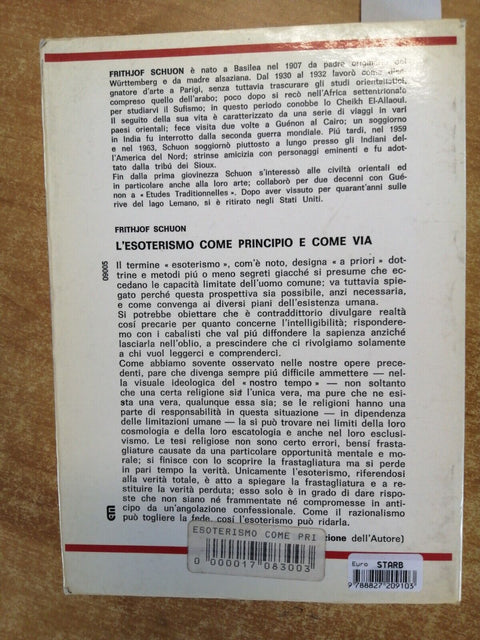 FRITHJOF SCHUON è nato a Basilea nel 1907 da padre del
Württemberg e da madre alsaziana. Dal 1930 al 1932 lavorò come
gnatore d'arte a Parigi, senza tuttavia trascurare gli studi orientalistici,
compreso quello dell'arabo; poco dopo si recò nell'Africa settentrionale
per studiarvi il Sufismo; in questo periodo conobbe lo Cheikh El-Allaoui.
Il seguito della sua vita è caratterizzato da una serie di viaggi in vari
paesi orientali; fece visita due volte a Guénon al Cairo; un soggiorno
in India fu interrotto dalla seconda guerra mondiale. Piú tardi, nel 1959
e nel 1963, Schuon soggiornò piuttosto a lungo presso gli Indiani del-
l'America del Nord; strinse amicizia con personaggi eminenti e fu adot-
tato dalla tribú dei Sioux.
Fin dalla prima giovinezza Schuon s'interessò alle civiltà orientali ed
in particolare anche alla loro arte; collaborò per due decenni con Gué-
non a « Etudes Traditionnelles ». Dopo aver vissuto per quarant'anni sulle
rive del lago Lemano, si è ritirato negli Stati Uniti.
FRITHJOF SCHUON
L'ESOTERISMO COME PRINCIPIO E COME VIA
09005
Il termine « esoterismo », com'è noto, designa « a priori » dot-
trine e metodi piú o meno segreti giacché si presume che ec-
cedano le capacità limitate dell'uomo comune; va tuttavia spie-
gato perché questa prospettiva sia possibile, anzi necessaria,
e come convenga ai diversi piani dell'esistenza umana.
Si potrebbe obiettare che è contraddittorio divulgare realtà
cosí precarie per quanto concerne l'intelligibilità; risponde-
remo con i cabalisti che val piú diffondere la sapienza anziché
lasciarla nell'oblio, a prescindere che ci rivolgiamo solamente
a chi vuol leggerci e comprenderci.
Come abbiamo sovente osservato nelle nostre opere prece-
denti, pare che divenga sempre piú difficile ammettere — nel-
la visuale ideologica del « nostro tempo » — non soltanto
che una certa religione sia l'unica vera, ma pure che ne esi-
sta una vera, qualunque essa sia; se le religioni hanno una
parte di responsabilità in questa situazione — in dipendenza
delle limitazioni umane — la si può trovare nei limiti della loro
cosmologia e della loro escatologia e anche nel loro esclusi-
vismo. Le tesi religiose non sono certo errori, bensí frasta-
gliature causate da una particolare opportunità mentale e mo-
rale; si finisce con lo scoprire la frastagliatura ma si perde
in pari tempo la verità. Unicamente l'esoterismo, riferendosi
alla verità totale, è atto a spiegare la frastagliatura e a re-
stituire la verità perduta; esso solo è in grado di dare rispo-
ste che non siano né frammentate né compromesse in anti-
cipo da un'angolazione confessionale. Come il razionalismo
può togliere la fede, cosí l'esoterismo può ridarla.
zione dell'Autore)
ESOTERISMO COME PRI
0 000017 083003
Euro STARB
9 788827 209103